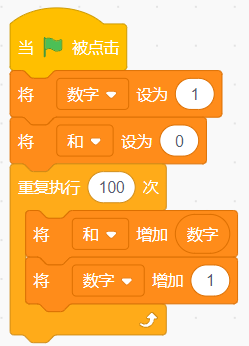 当 被点击
将 数字 设为 1
将 和 设为 0
重复执行 100 次
将 和 增加 数字
将 数字 增加 1